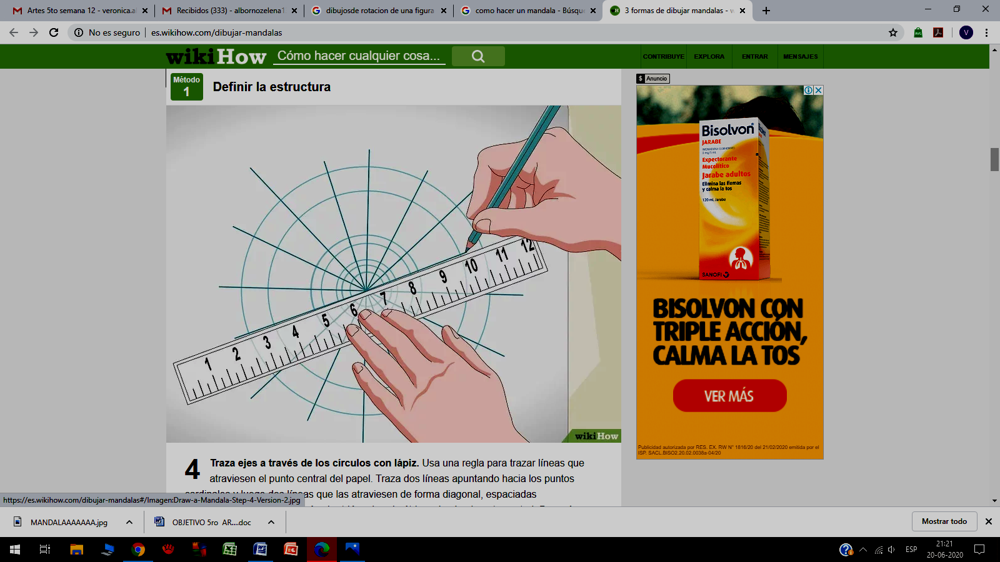 Artes 5to semana 12 - veronica.al
Recibidos (333) - albornozelena1
dibujosde rotacion de una figura
como hacer un mandala - Búsqu
3 formas de dibujar mandalas - w
No es seguro
es.wikihow.com/dibujar-mandalas
V
wikiHow
Cómo hacer cualquier cosa...
CONTRIBUYE
EXPLORA
ENTRAR
MENSAJES
Método
1
Definir la estructura
1 2 3 4 5 6 7 8 9 10 11 12
wikiHow
4
Traza ejes a través de los círculos con lápiz. Usa una regla para trazar líneas que
atraviesen el punto central del papel. Traza dos líneas apuntando hacia los puntos
que las atraviesen de forma diagonal, espaciadas
$ Anuncio
Bisolvon
JARABE
Expectorante
Mucolítico
Jarabe adultos
Elimina las flemas
y calma la tos
120 mL Jarabe
SANOFI
BISOLVON CON
TRIPLE ACCIÓN,
CALMA LA TOS
VER MÁS
Publicidad autorizada por RES. EX. RW N° 1816/20 del 21/02/2020 emitida por el
ISP. SACL.BISO2.20.02.0038a-04/20
https://es.wikihow.com/dibujar-mandalas#/Imagen:Draw-a-Mandala-Step-4-Version-2.jpg
MANDALAAAAAAA.jpg
OBJETIVO 5ro AR....doc
Mostrar todo
ESP
21:21
20-06-2020